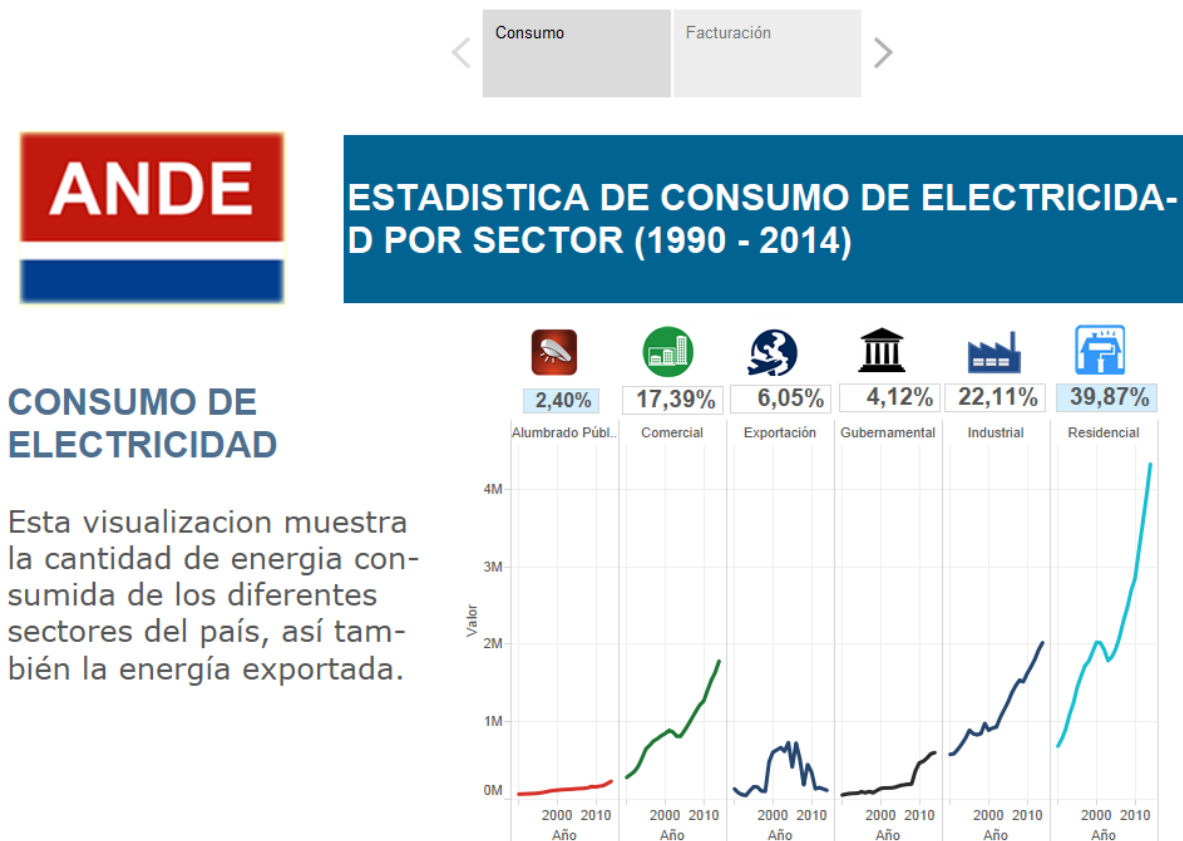 Consumo
Facturación
ANDE
ESTADISTICA DE CONSUMO DE ELECTRICIDA-
D POR SECTOR (1990 - 2014)
CONSUMO DE
ELECTRICIDAD
Esta visualizacion muestra
la cantidad de energia con-
sumida de los diferentes
sectores del país, así tam-
bién la energía exportada.
2,40% 17,39% 6,05% 4,12% 22,11% 39,87%
Alumbrado Públ.. Comercial Exportación Gubernamental Industrial Residencial
Valor
4M
3M
2M
1M
0M
2000 2010 2000 2010 2000 2010 2000 2010 2000 2010 2000 2010
Año Año Año Año Año Año